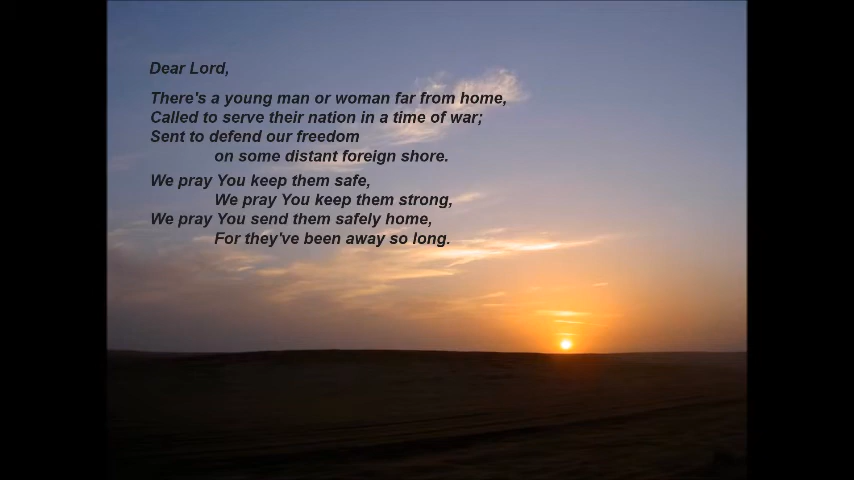 Dear Lord,
There's a young man or woman far from home,
Called to serve their nation in a time of war;
Sent to defend our freedom
on some distant foreign shore.
We pray You keep them safe,
We pray You keep them strong,
We pray You send them safely home,
For they've been away so long.